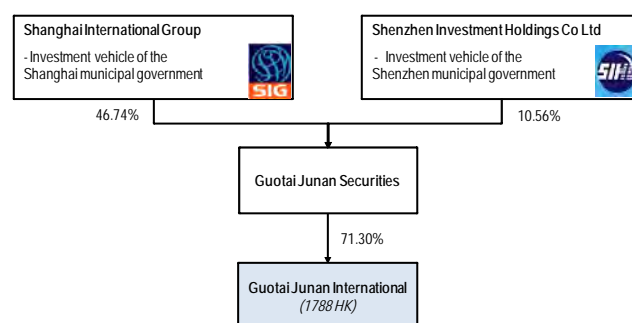 Shanghai International Group
- Investment vehicle of the
Shanghai municipal government
SIG
Shenzhen Investment Holdings Co Ltd
- Investment vehicle of the
Shenzhen municipal government
SIH
46.74%
10.56%
Guotai Junan Securities
71.30%
Guotai Junan International
(1788 HK)